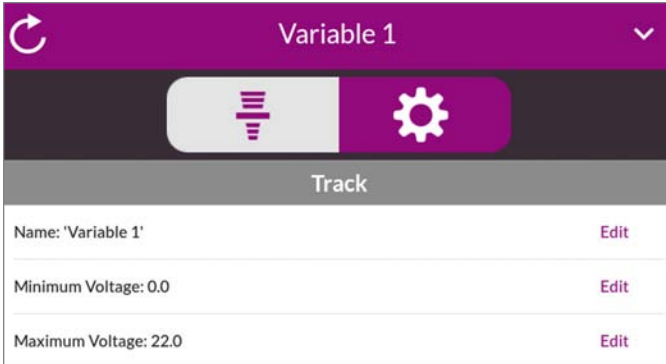 Variable 1
Track
Name: 'Variable 1' Edit
Minimum Voltage: 0.0 Edit
Maximum Voltage: 22.0 Edit